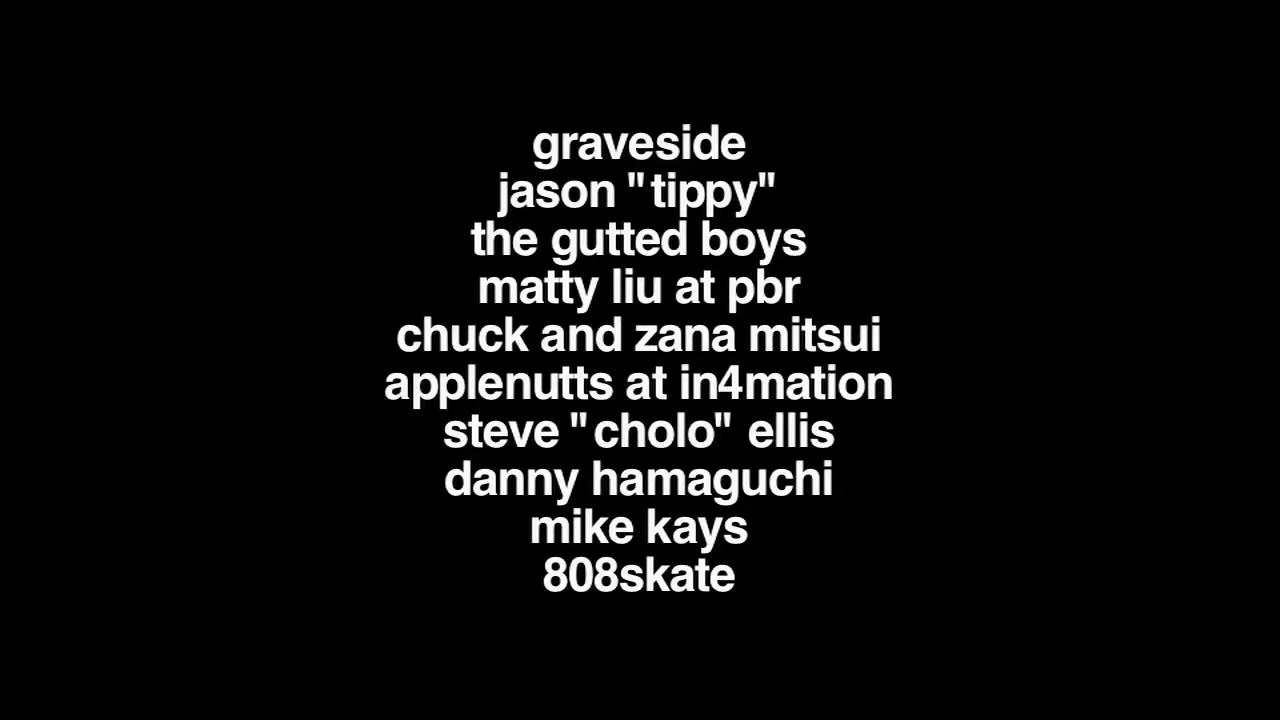 graveside
jason "tippy"
the gutted boys
matty liu at pbr
chuck and zana mitsui
applenutts at in4mation
steve "cholo" ellis
danny hamaguchi
mike kays
808skate